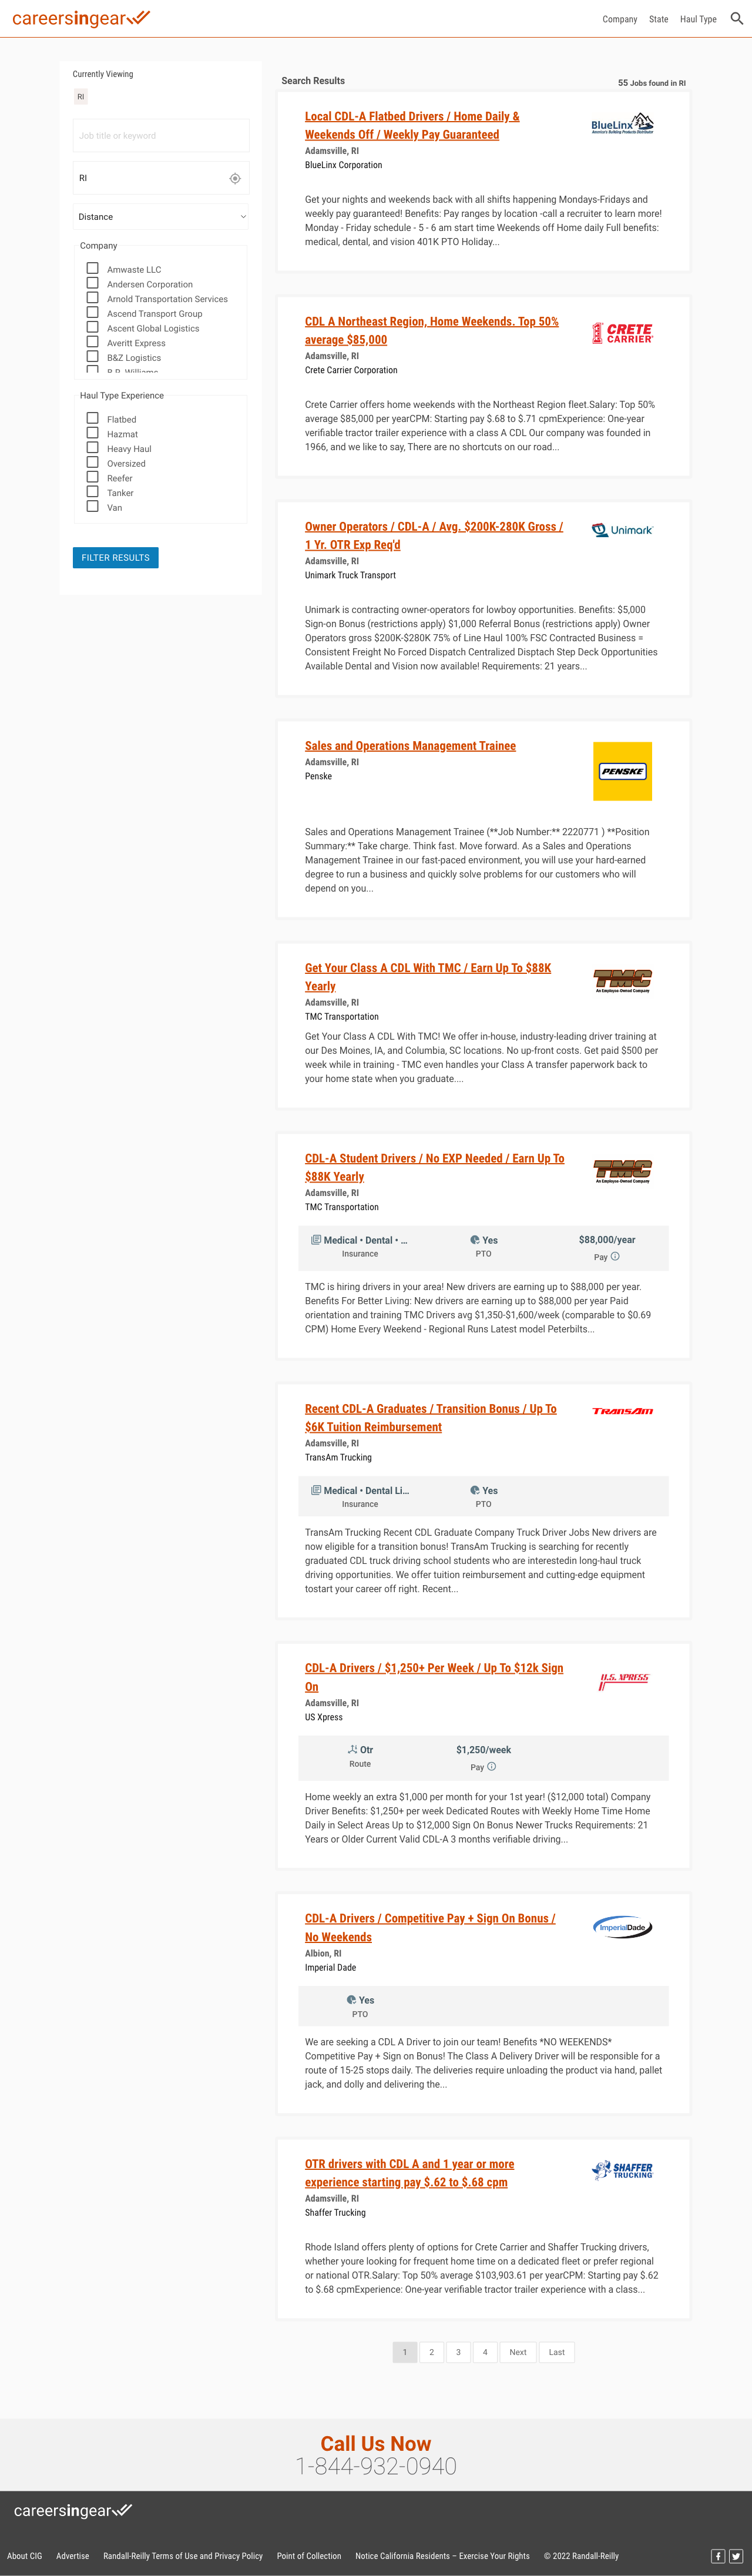 careersingear
Company State Haul Type
Currently Viewing
RI
Job title or keyword
RI
Distance
Company
Amwaste LLC
Andersen Corporation
Arnold Transportation Services
Ascend Transport Group
Ascent Global Logistics
Averitt Express
B&Z Logistics
B.R. Williams
Haul Type Experience
Flatbed
Hazmat
Heavy Haul
Oversized
Reefer
Tanker
Van
FILTER RESULTS
Search Results
55 Jobs found in RI
Local CDL-A Flatbed Drivers / Home Daily &
Weekends Off / Weekly Pay Guaranteed
Adamsville, RI
BlueLinx Corporation
BlueLinx
America's Building Products Distributor
Get your nights and weekends back with all shifts happening Mondays-Fridays and
weekly pay guaranteed! Benefits: Pay ranges by location -call a recruiter to learn more!
Monday - Friday schedule - 5 - 6 am start time Weekends off Home daily Full benefits:
medical, dental, and vision 401K PTO Holiday...
CDL A Northeast Region, Home Weekends. Top 50%
average $85,000
Adamsville, RI
Crete Carrier Corporation
CRETE
CARRIER
Crete Carrier offers home weekends with the Northeast Region fleet.Salary: Top 50%
average $85,000 per yearCPM: Starting pay $.68 to $.71 cpmExperience: One-year
verifiable tractor trailer experience with a class A CDL Our company was founded in
1966, and we like to say, There are no shortcuts on our road...
Owner Operators / CDL-A / Avg. $200K-280K Gross /
1 Yr. OTR Exp Req'd
Adamsville, RI
Unimark Truck Transport
Unimark
Unimark is contracting owner-operators for lowboy opportunities. Benefits: $5,000
Sign-on Bonus (restrictions apply) $1,000 Referral Bonus (restrictions apply) Owner
Operators gross $200K-$280K 75% of Line Haul 100% FSC Contracted Business =
Consistent Freight No Forced Dispatch Centralized Disptach Step Deck Opportunities
Available Dental and Vision now available! Requirements: 21 years...
Sales and Operations Management Trainee
Adamsville, RI
Penske
PENSKE
Sales and Operations Management Trainee (**Job Number:** 2220771 ) **Position
Summary:** Take charge. Think fast. Move forward. As a Sales and Operations
Management Trainee in our fast-paced environment, you will use your hard-earned
degree to run a business and quickly solve problems for our customers who will
depend on you...
Get Your Class A CDL With TMC / Earn Up To $88K
Yearly
Adamsville, RI
TMC Transportation
TMC
An Employee Owned Company
Get Your Class A CDL With TMC! We offer in-house, industry-leading driver training at
our Des Moines, IA, and Columbia, SC locations. No up-front costs. Get paid $500 per
week while in training - TMC even handles your Class A transfer paperwork back to
your home state when you graduate....
CDL-A Student Drivers / No EXP Needed / Earn Up To
$88K Yearly
Adamsville, RI
TMC Transportation
TMC
An Employee Owned Company
Medical • Dental • ... Yes $88,000/year
Insurance PTO Pay
TMC is hiring drivers in your area! New drivers are earning up to $88,000 per year.
Benefits For Better Living: New drivers are earning up to $88,000 per year Paid
orientation and training TMC Drivers avg $1,350-$1,600/week (comparable to $0.69
CPM) Home Every Weekend - Regional Runs Latest model Peterbilts...
Recent CDL-A Graduates / Transition Bonus / Up To
$6K Tuition Reimbursement
Adamsville, RI
TransAm Trucking
TRANSAM
Medical • Dental Li... Yes
Insurance PTO
TransAm Trucking Recent CDL Graduate Company Truck Driver Jobs New drivers are
now eligible for a transition bonus! TransAm Trucking is searching for recently
graduated CDL truck driving school students who are interestedin long-haul truck
driving opportunities. We offer tuition reimbursement and cutting-edge equipment
tostart your career off right. Recent...
CDL-A Drivers / $1,250+ Per Week / Up To $12k Sign
On
Adamsville, RI
US Xpress
U.S. XPRESS
Otr $1,250/week
Route Pay
Home weekly an extra $1,000 per month for your 1st year! ($12,000 total) Company
Driver Benefits: $1,250+ per week Dedicated Routes with Weekly Home Time Home
Daily in Select Areas Up to $12,000 Sign On Bonus Newer Trucks Requirements: 21
Years or Older Current Valid CDL-A 3 months verifiable driving...
CDL-A Drivers / Competitive Pay + Sign On Bonus /
No Weekends
Albion, RI
Imperial Dade
ImperialDade
Yes
PTO
We are seeking a CDL A Driver to join our team! Benefits *NO WEEKENDS*
Competitive Pay + Sign on Bonus! The Class A Delivery Driver will be responsible for a
route of 15-25 stops daily. The deliveries require unloading the product via hand, pallet
jack, and dolly and delivering the...
OTR drivers with CDL A and 1 year or more
experience starting pay $.62 to $.68 cpm
Adamsville, RI
Shaffer Trucking
SHAFFER
TRUCKING
Rhode Island offers plenty of options for Crete Carrier and Shaffer Trucking drivers,
whether youre looking for frequent home time on a dedicated fleet or prefer regional
or national OTR.Salary: Top 50% average $103,903.61 per yearCPM: Starting pay $.62
to $.68 cpmExperience: One-year verifiable tractor trailer experience with a class...
1 2 3 4 Next Last
Call Us Now
1-844-932-0940
careersingear
About CIG Advertise Randall-Reilly Terms of Use and Privacy Policy Point of Collection Notice California Residents – Exercise Your Rights © 2022 Randall-Reilly